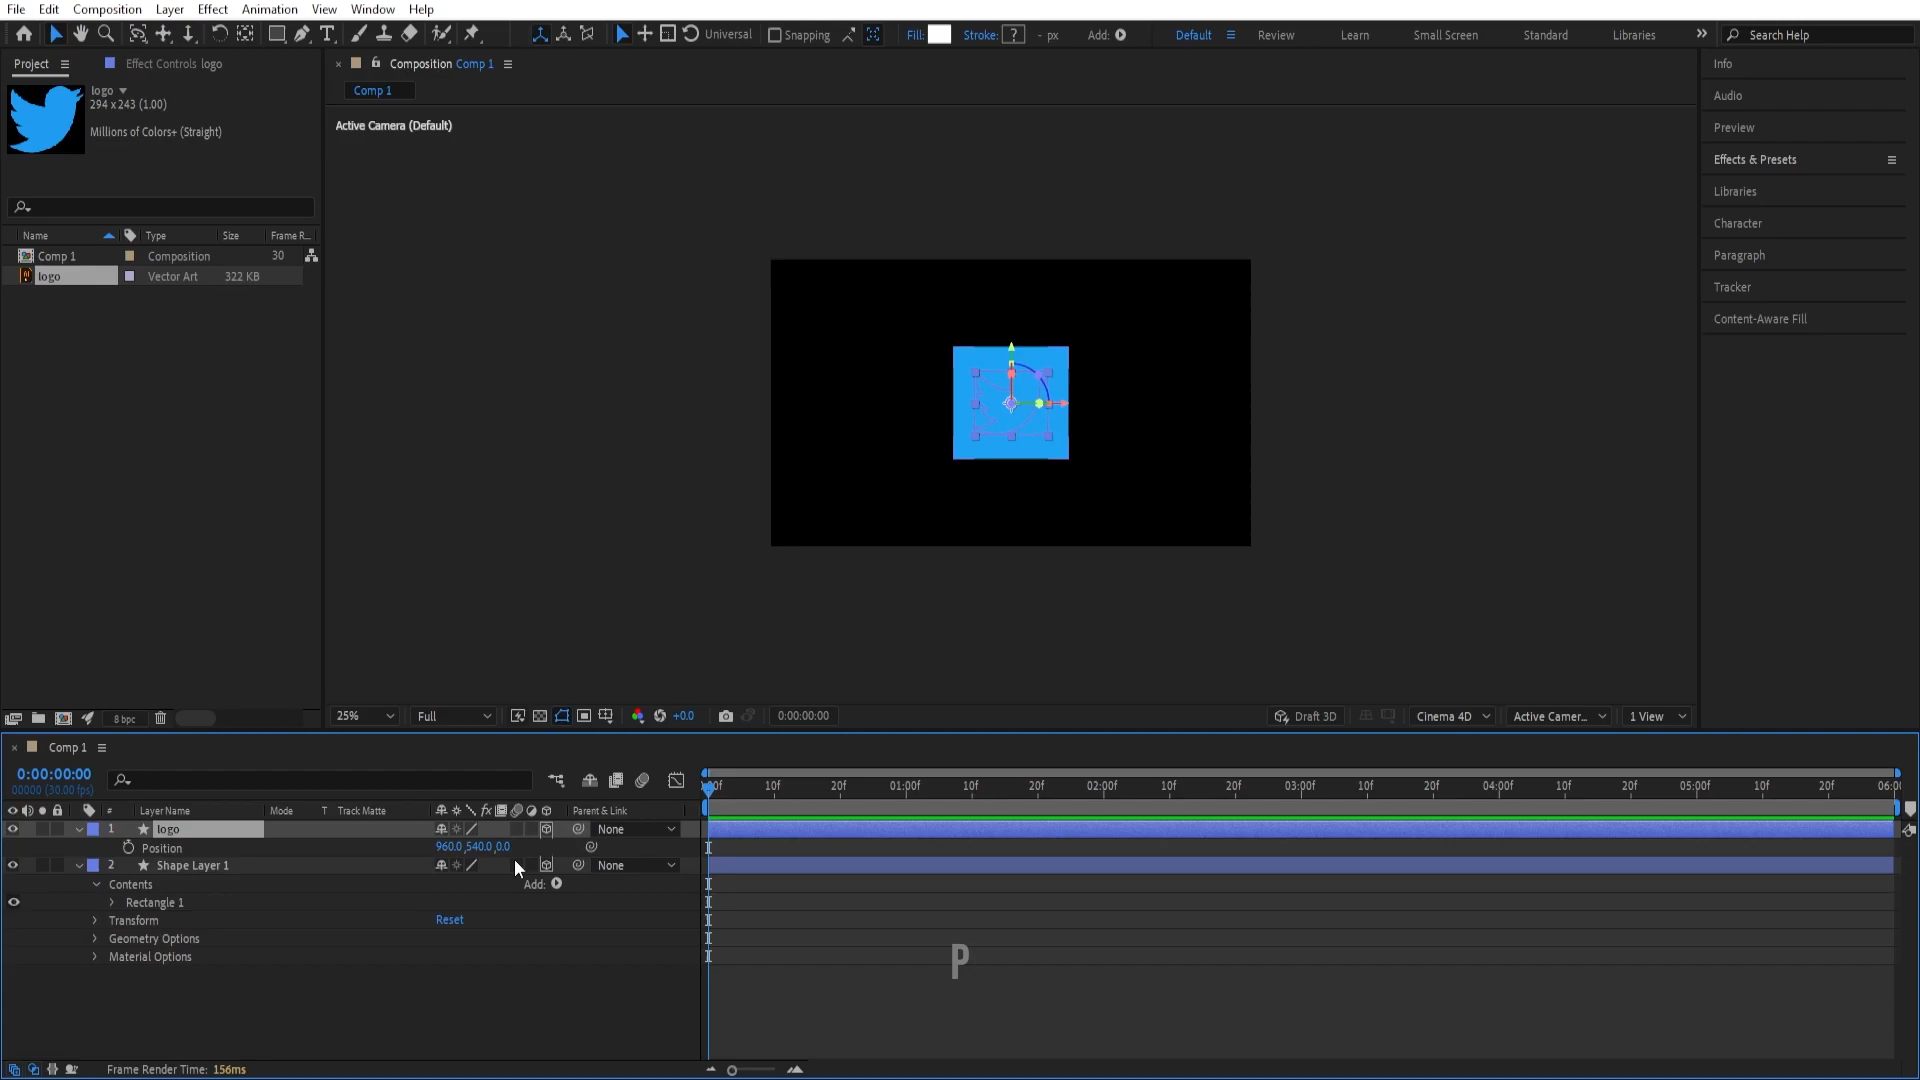 File Edit Composition Layer Effect Animation View Window Help
Universal Snapping Fill: Stroke: ? - px Add: Default Review Learn Small Screen Standard Libraries Search Help
Project Effect Controls logo
logo
294 x 243 (1.00)
Millions of Colors+ (Straight)
Name Type Size Frame R...
Comp 1 Composition 30
logo Vector Art 322 KB
8 bpc
Composition Comp 1
Comp 1
Active Camera (Default)
25% Full +0.0 0:00:00:00 Draft 3D Cinema 4D Active Camer... 1 View
Info
Audio
Preview
Effects & Presets
Libraries
Character
Paragraph
Tracker
Content-Aware Fill
Comp 1
0:00:00:00
00000 (30.00 fps)
10f 20f 01:00f 10f 20f 02:00f 10f 20f 03:00f 10f 20f 04:00f 10f 20f 05:00f 10f 20f 06:00
# Layer Name Mode T Track Matte fx Parent & Link
1 logo None
Position 960.0,540.0,0.0
2 Shape Layer 1 None
Contents Add:
Rectangle 1
Transform Reset
Geometry Options
Material Options
P
Frame Render Time: 156ms